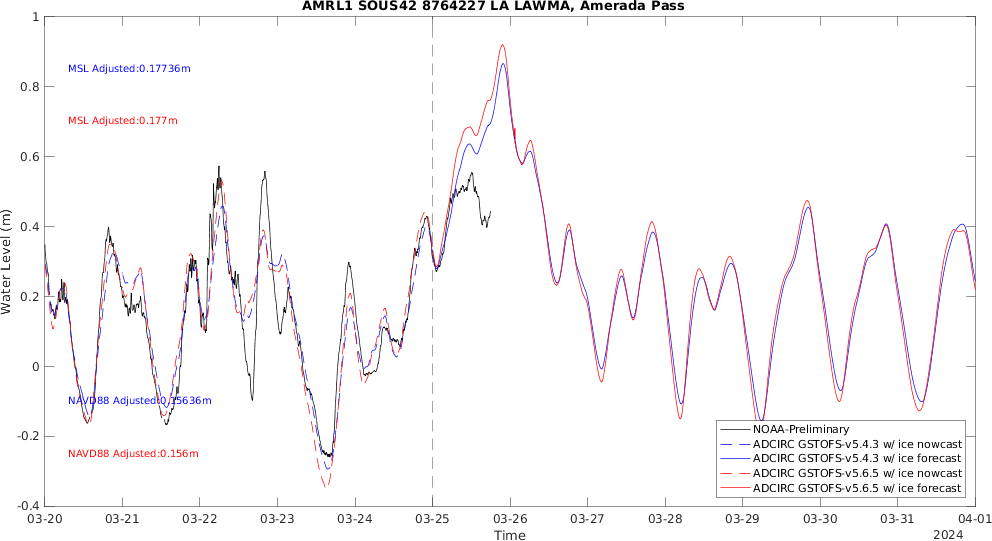 AMRL1 SOUS42 8764227 LA LAWMA, Amerada Pass
MSL Adjusted:0.17736m
MSL Adjusted:0.177m
NAVD88 Adjusted:0.15636m
NAVD88 Adjusted:0.156m
Water Level (m)
1
0.8
0.6
0.4
0.2
0
-0.2
-0.4
NOAA-Preliminary
ADCIRC GSTOFS-v5.4.3 w/ ice nowcast
ADCIRC GSTOFS-v5.4.3 w/ ice forecast
ADCIRC GSTOFS-v5.6.5 w/ ice nowcast
ADCIRC GSTOFS-v5.6.5 w/ ice forecast
03-20 03-21 03-22 03-23 03-24 03-25 03-26 03-27 03-28 03-29 03-30 03-31 04-01
Time
2024